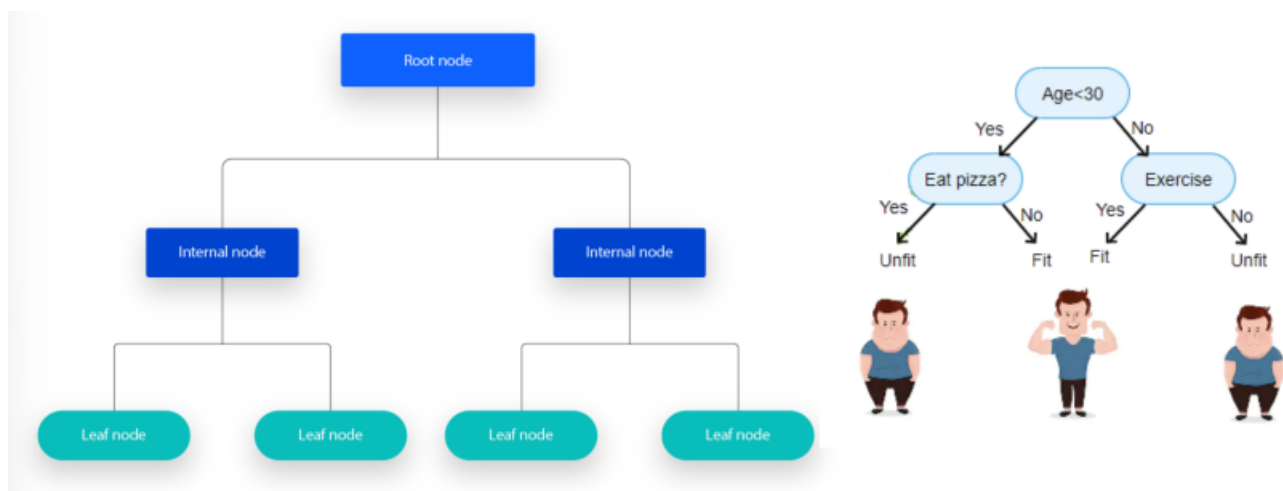 Root node
Internal node
Internal node
Leaf node
Leaf node
Leaf node
Leaf node
Age<30
Yes
No
Eat pizza?
Exercise
Yes
No
Yes
No
Unfit
Fit
Fit
Unfit